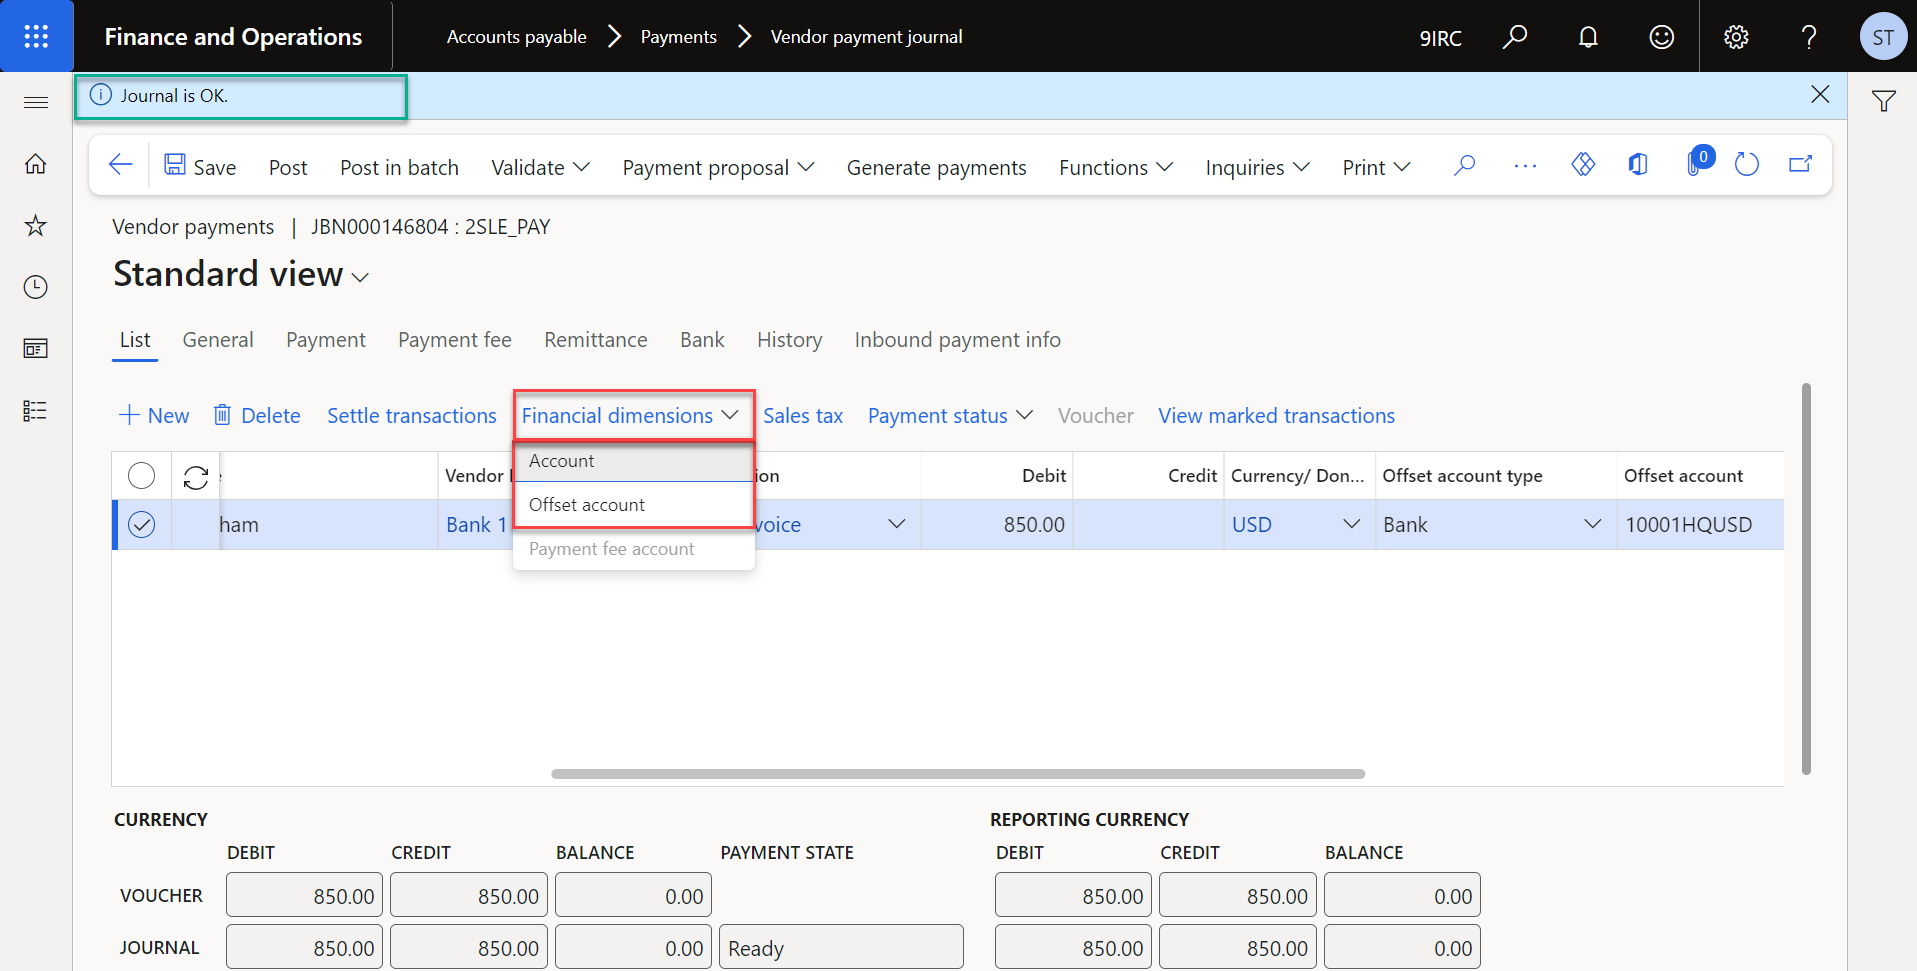 Finance and Operations
Accounts payable Payments Vendor payment journal
9IRC ? ST
Journal is OK.
Save Post Post in batch Validate Payment proposal Generate payments Functions Inquiries Print ... 0
Vendor payments | JBN000146804 : 2SLE_PAY
Standard view
List General Payment Payment fee Remittance Bank History Inbound payment info
New Delete Settle transactions Financial dimensions Sales tax Payment status Voucher View marked transactions
Account
Offset account
Payment fee account
Vendor ion Debit Credit Currency/ Don... Offset account type Offset account
ham Bank 1 voice 850.00 USD Bank 10001HQUSD
CURRENCY REPORTING CURRENCY
DEBIT CREDIT BALANCE PAYMENT STATE DEBIT CREDIT BALANCE
VOUCHER 850.00 850.00 0.00 850.00 850.00 0.00
JOURNAL 850.00 850.00 0.00 Ready 850.00 850.00 0.00